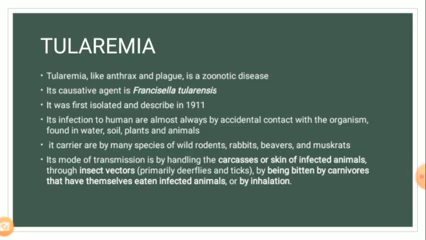 TULAREMIA
• Tularemia, like anthrax and plague, is a zoonotic disease
• Its causative agent is Francisella tularensis
• It was first isolated and describe in 1911
• Its infection to human are almost always by accidental contact with the organism,
found in water, soil, plants and animals
• it carrier are by many species of wild rodents, rabbits, beavers, and muskrats
• Its mode of transmission is by handling the carcasses or skin of infected animals,
through insect vectors (primarily deerflies and ticks), by being bitten by carnivores
that have themselves eaten infected animals, or by inhalation.